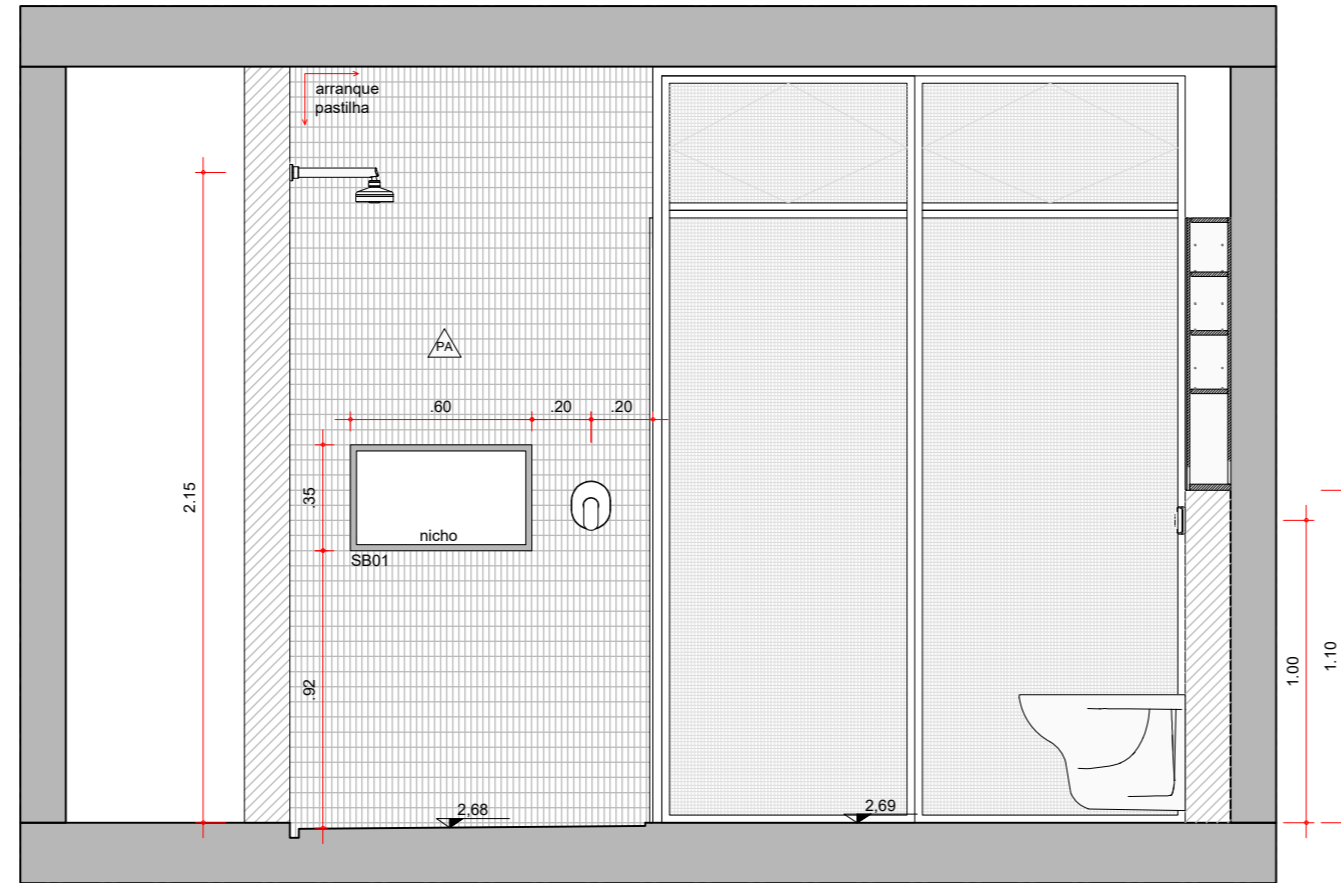 arranque
pastilha
PA
.60
.20
.20
2.15
.35
nicho
SB01
.92
2,68
2,69
1.00
1.10